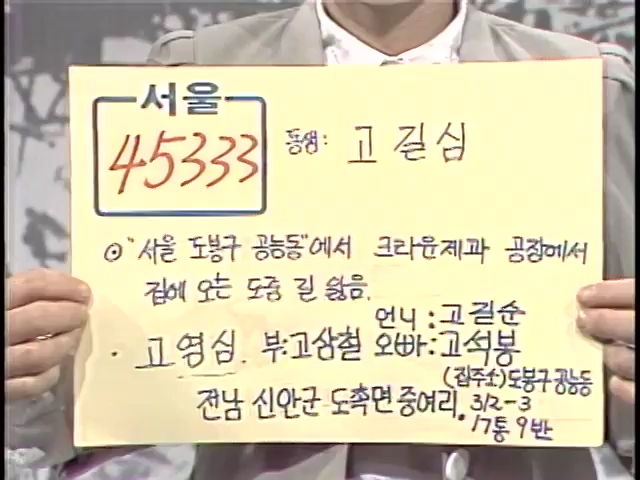 서울
45333
동생: 고길심
⊙ "서울 도봉구 공능동"에서 크라운제과 공장에서
집에 오는 도중 길 잃음.
언니 : 고길순
· 고영심. 부:고상철 오빠:고석봉
(집주소)도봉구공능동
전남 신안군 도촉면중여리. 312-3
17통9반